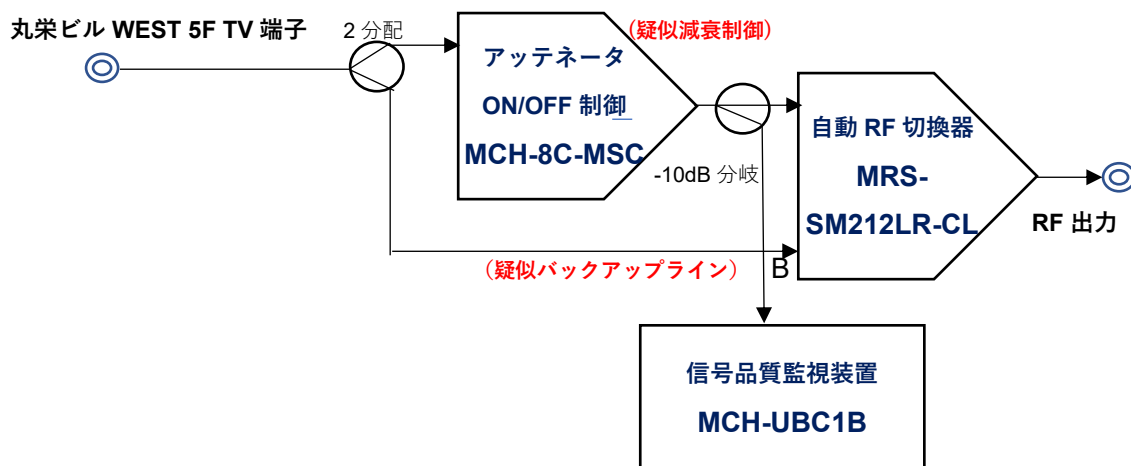 丸栄ビル WEST 5F TV 端子
2 分配
(疑似減衰制御)
アッテネータ
ON/OFF 制御
MCH-8C-MSC
-10dB 分岐
自動 RF 切換器
MRS-
SM212LR-CL
RF 出力
（疑似バックアップライン）
B
信号品質監視装置
MCH-UBC1B